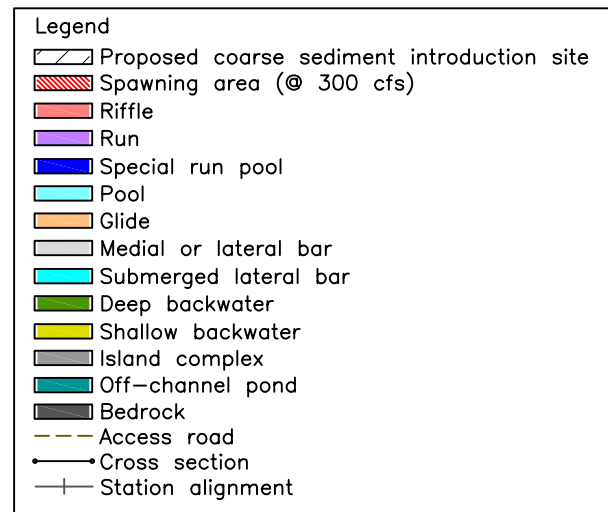 Legend
Proposed coarse sediment introduction site
Spawning area (@ 300 cfs)
Riffle
Run
Special run pool
Pool
Glide
Medial or lateral bar
Submerged lateral bar
Deep backwater
Shallow backwater
Island complex
Off-channel pond
Bedrock
Access road
Cross section
Station alignment